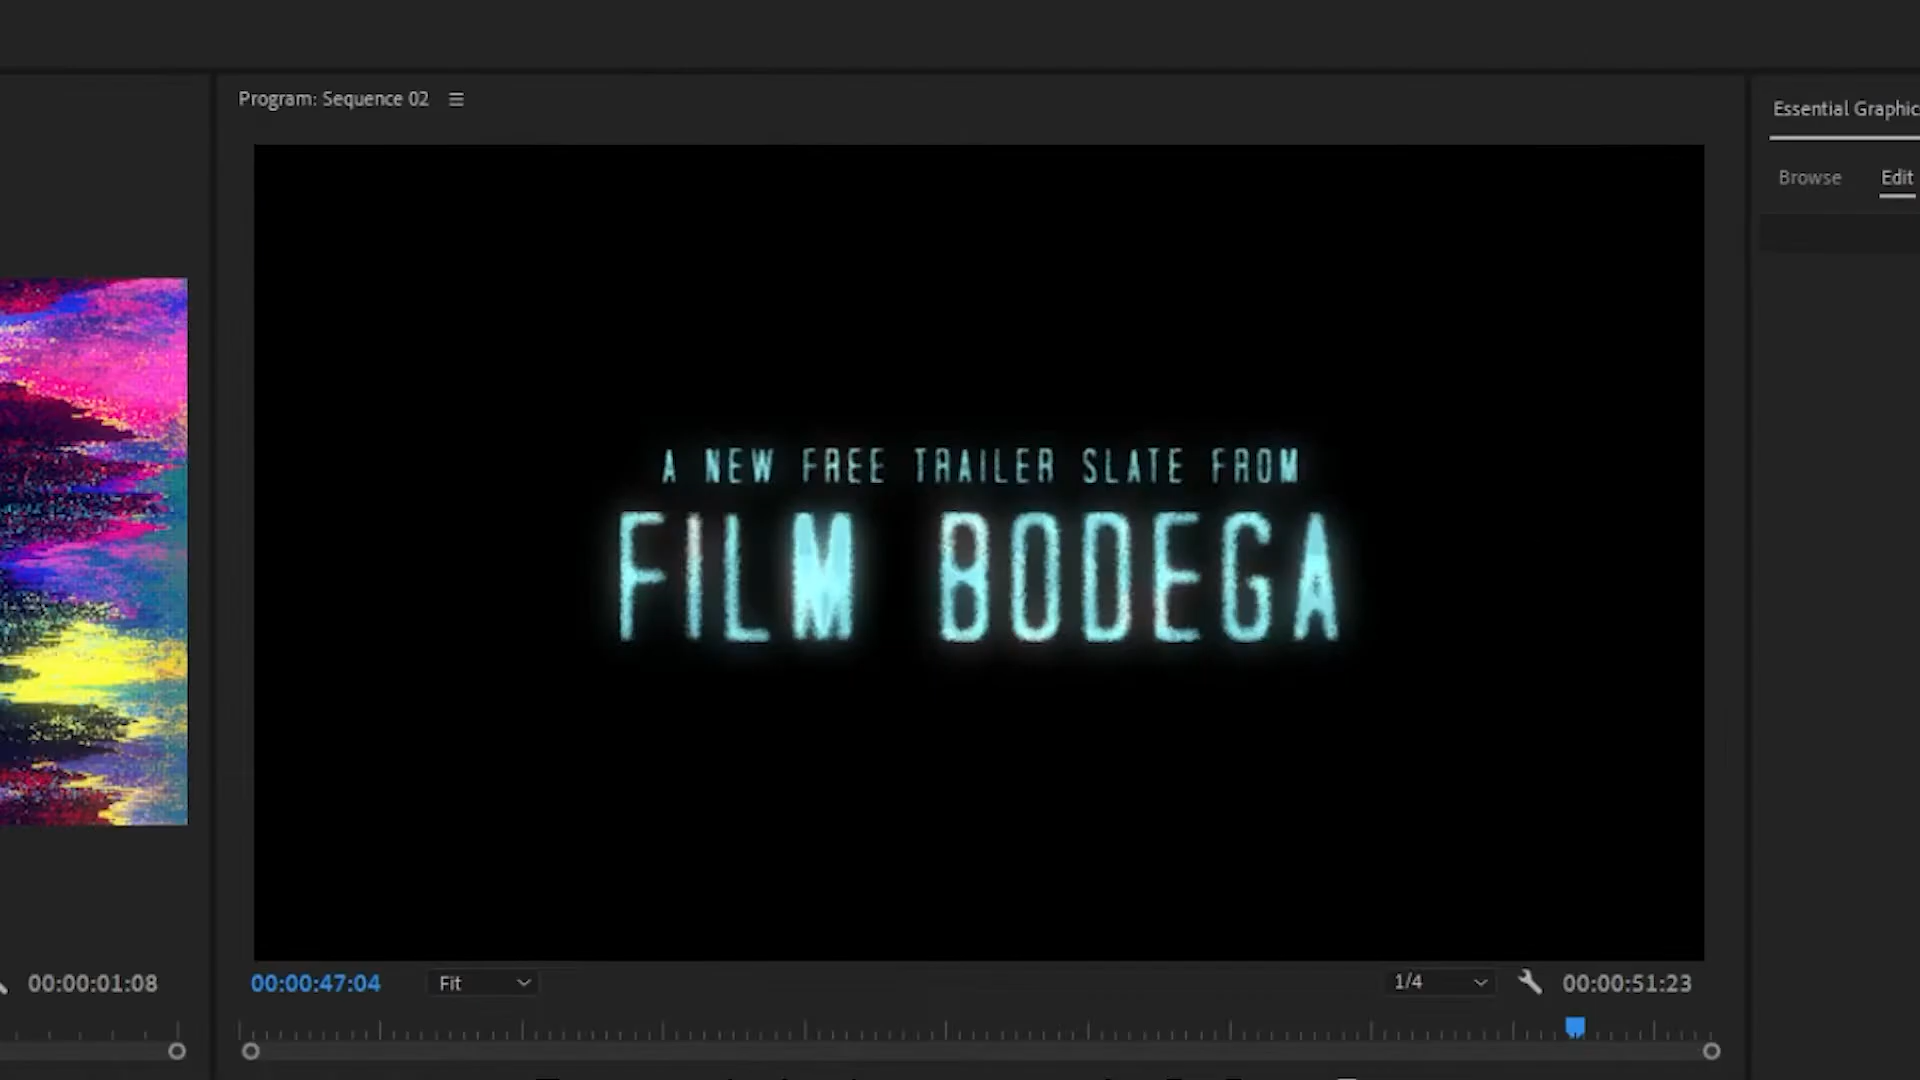 Program: Sequence 02
Essential Graphic
Browse Edit
A NEW FREE TRAILER SLATE FROM
FILM BODEGA
00:00:01:08
00:00:47:04 Fit 1/4 00:00:51:23